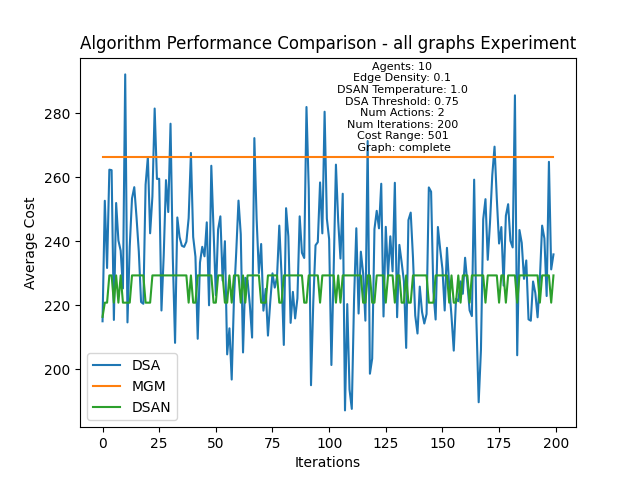 Algorithm Performance Comparison - all graphs Experiment
Agents: 10
Edge Density: 0.1
DSAN Temperature: 1.0
DSA Threshold: 0.75
Num Actions: 2
Num Iterations: 200
Cost Range: 501
Graph: complete
280
260
240
220
200
Average Cost
DSA
MGM
DSAN
0
25
50
75
100
125
150
175
200
Iterations